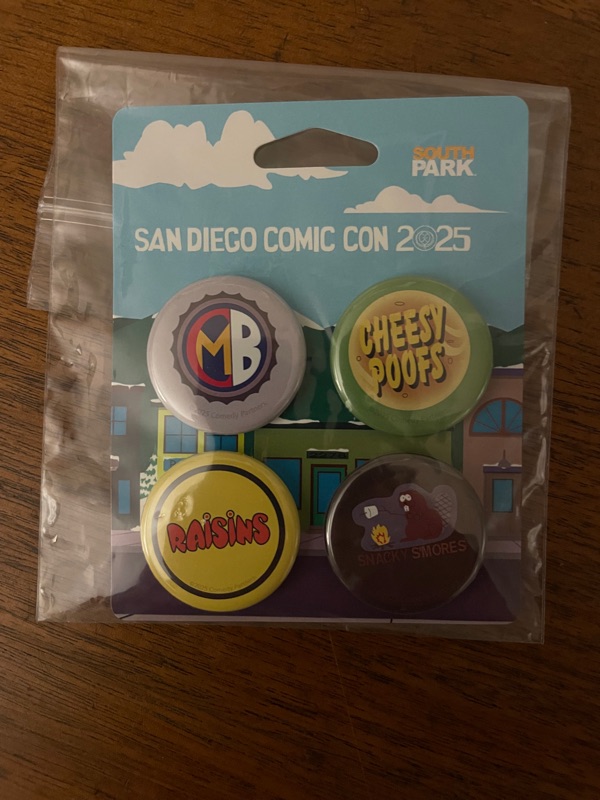 SOUTH
PARK
SAN DIEGO COMIC CON 2025
CMB
CHEESY
POOFS
RAISINS
SNACKY S'MORES